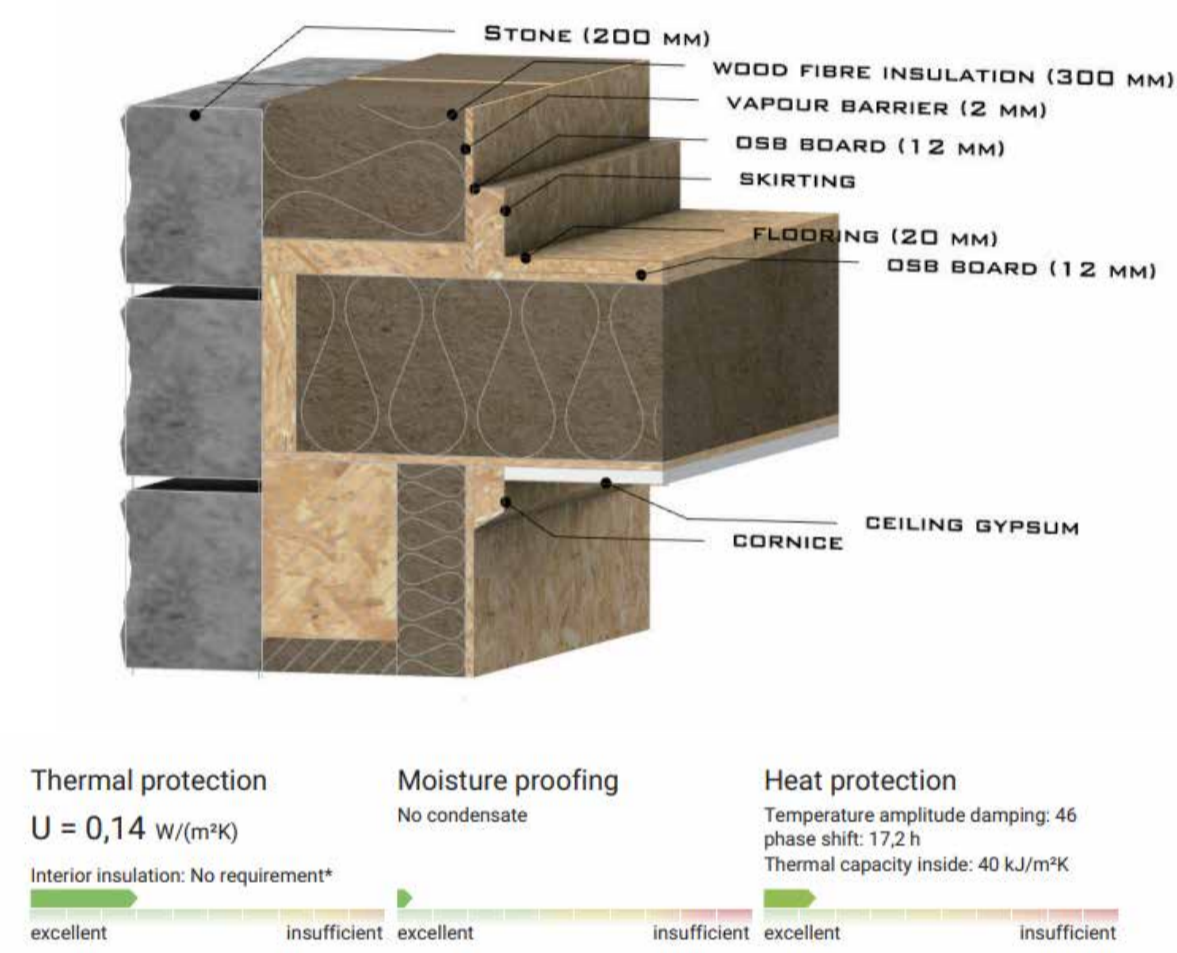 STONE (200 MM)
WOOD FIBRE INSULATION (300 MM)
VAPOUR BARRIER (2 MM)
OSB BOARD (12 MM)
SKIRTING
FLOORING (20 MM)
OSB BOARD (12 MM)
CEILING GYPSUM
CORNICE
Thermal protection
U = 0,14 W/(m²K)
Interior insulation: No requirement*
excellent insufficient
Moisture proofing
No condensate
excellent insufficient
Heat protection
Temperature amplitude damping: 46
phase shift: 17,2 h
Thermal capacity inside: 40 kJ/m²K
excellent insufficient